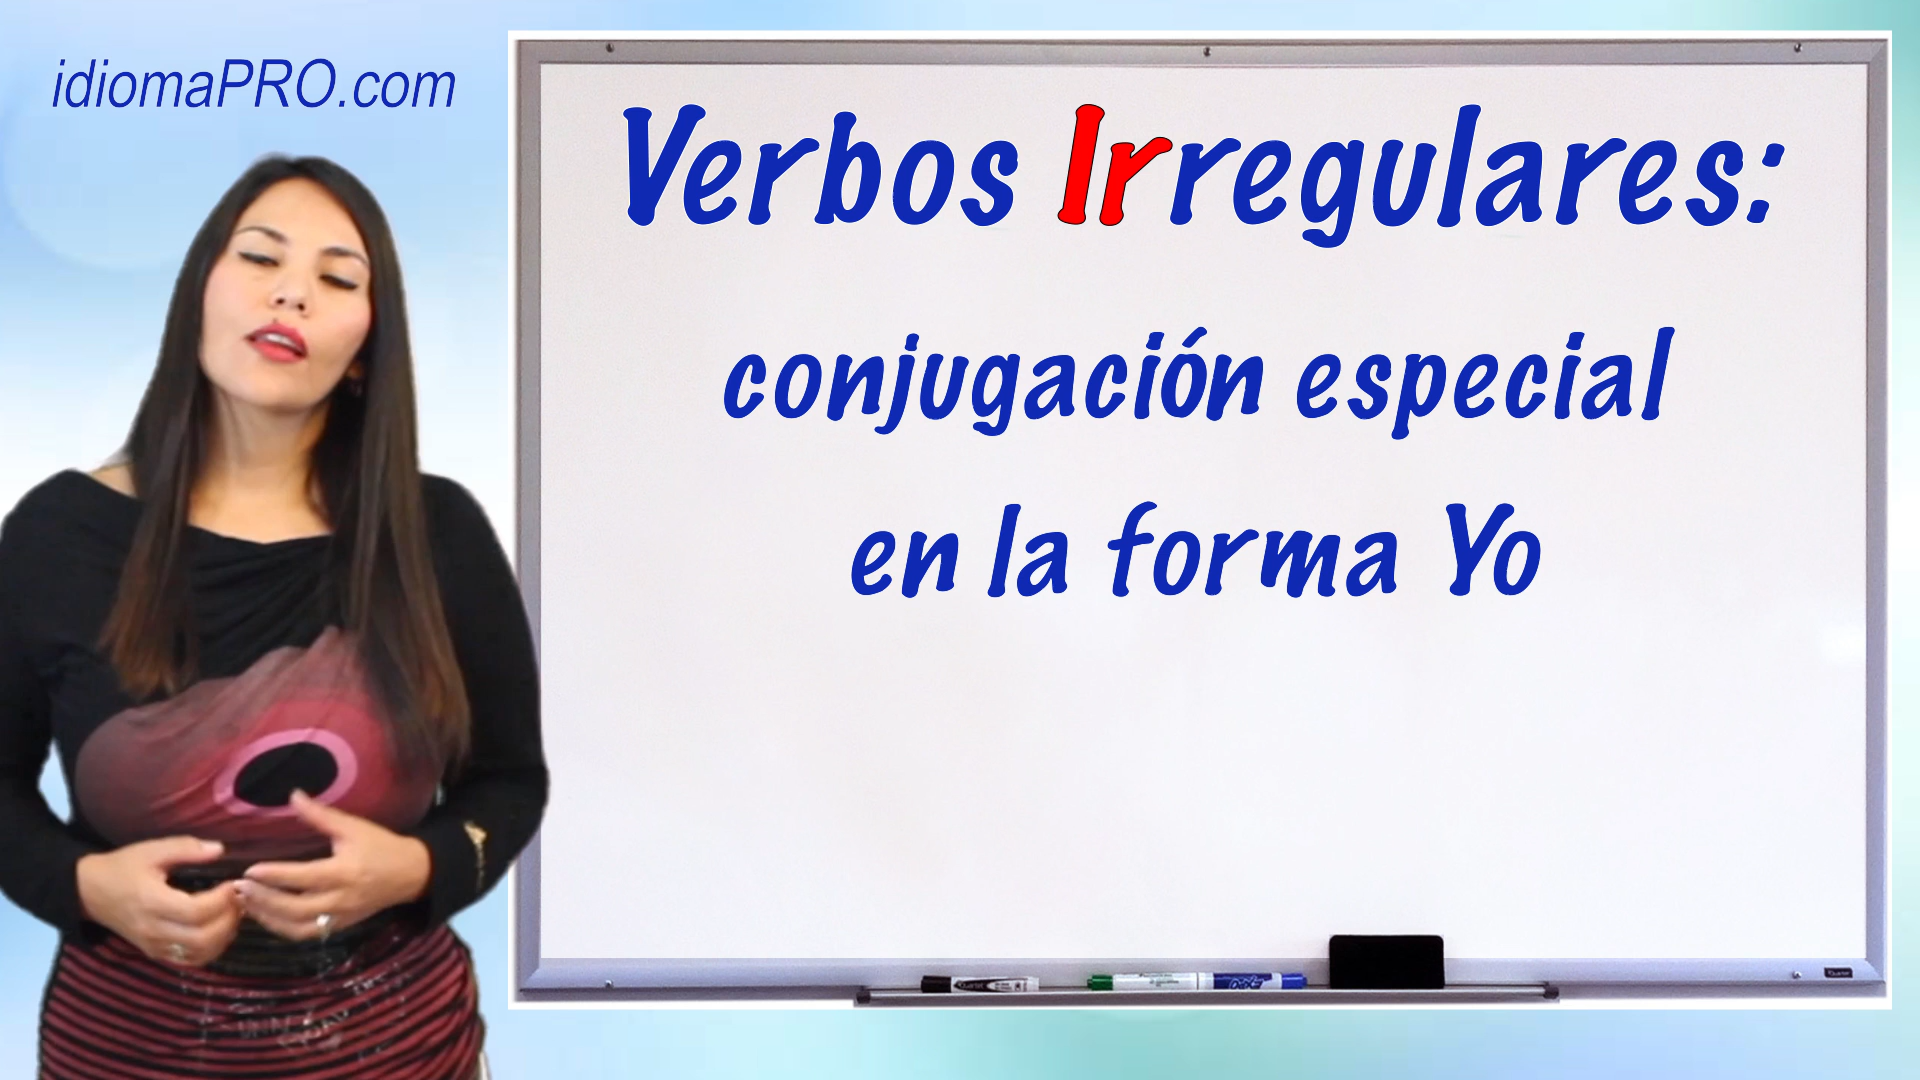 idiomaPRO.com
Verbos Irregulares:
conjugación especial
en la forma Yo